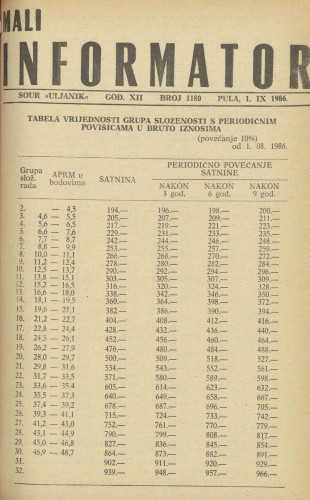 MALI
INFORMATOR
SOUR »ULJANIK« GOD. XII BROJ 1180 PULA, 1. IX 1986.
TABELA VRIJEDNOSTI GRUPA SLOŽENOSTI S PERIODIČNIM
POVIŠICAMA U BRUTO IZNOSIMA
(povećanje 10%)
od 1. 08. 1986.
Grupa slož. rada APRM u bodovima SATNINA PERIODIČNO POVEĆANJE SATNINE
NAKON 3 god. NAKON 6 god. NAKON 9 god.
2. — 4,5 194,— 196,— 198,— 200,—
3. 4,6 — 5,5 205,— 207,— 209,— 211,—
4. 5,6 — 6,5 217,— 219,— 221,— 223,—
5. 6,6 — 7,6 229,— 231,— 233,— 235,—
6. 7,7 — 8,7 242,— 244,— 246,— 248,—
7. 8,8 — 9,9 253,— 255,— 257,— 259,—
8. 10,0 — 11,1 266,— 268,— 270,— 272,—
9. 11,2 — 12,4 278,— 280,— 282,— 284,—
10. 12,5 — 13,7 290,— 292,— 294,— 296,—
11. 13,8 — 15,1 303,— 305,— 307,— 309,—
12. 15,2 — 16,5 316,— 320,— 324,— 328,—
13. 16,6 — 18,0 338,— 342,— 346,— 350,—
14. 18,1 — 19,5 360,— 364,— 398,— 372,—
15. 19,6 — 21,1 382,— 386,— 390,— 394,—
16. 21,2 — 22,7 404,— 408,— 412,— 416,—
17. 22,8 — 24,4 428,— 432,— 436,— 440,—
18. 24,5 — 26,1 452,— 456,— 460,— 464,—
19. 26,2 — 27,9 476,— 480,— 484,— 488,—
20. 28,0 — 29,7 500,— 509,— 518,— 527,—
21. 29,8 — 31,6 534,— 543,— 552,— 561,—
22. 31,7 — 33,5 571,— 580,— 589,— 598,—
23. 33,6 — 35,4 605,— 614,— 623,— 632,—
24. 35,5 — 37,3 640,— 649,— 658,— 667,—
25. 37,4 — 39,2 678,— 687,— 696,— 705,—
26. 39,3 — 41,1 715,— 724,— 733,— 742,—
27. 41,2 — 43,0 752,— 761,— 770,— 779,—
28. 43,1 — 44,9 790,— 799,— 808,— 817,—
29. 45,0 — 46,8 827,— 836,— 845,— 854,—
30. 46,9 — 48,7 864,— 873,— 882,— 891,—
31. 902,— 911,— 920,— 929,—
32. 939,— 948,— 957,— 966,—